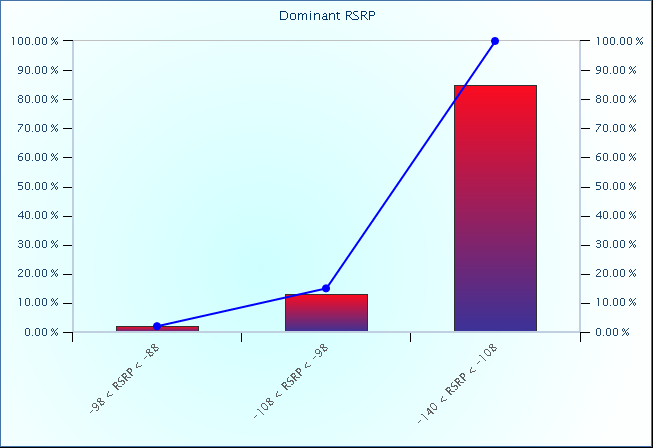 Dominant RSRP
100.00 % 100.00 %
90.00 % 90.00 %
80.00 % 80.00 %
70.00 % 70.00 %
60.00 % 60.00 %
50.00 % 50.00 %
40.00 % 40.00 %
30.00 % 30.00 %
20.00 % 20.00 %
10.00 % 10.00 %
0.00 % 0.00 %
-98 < RSRP < -88
-108 < RSRP < -98
-140 < RSRP < -108